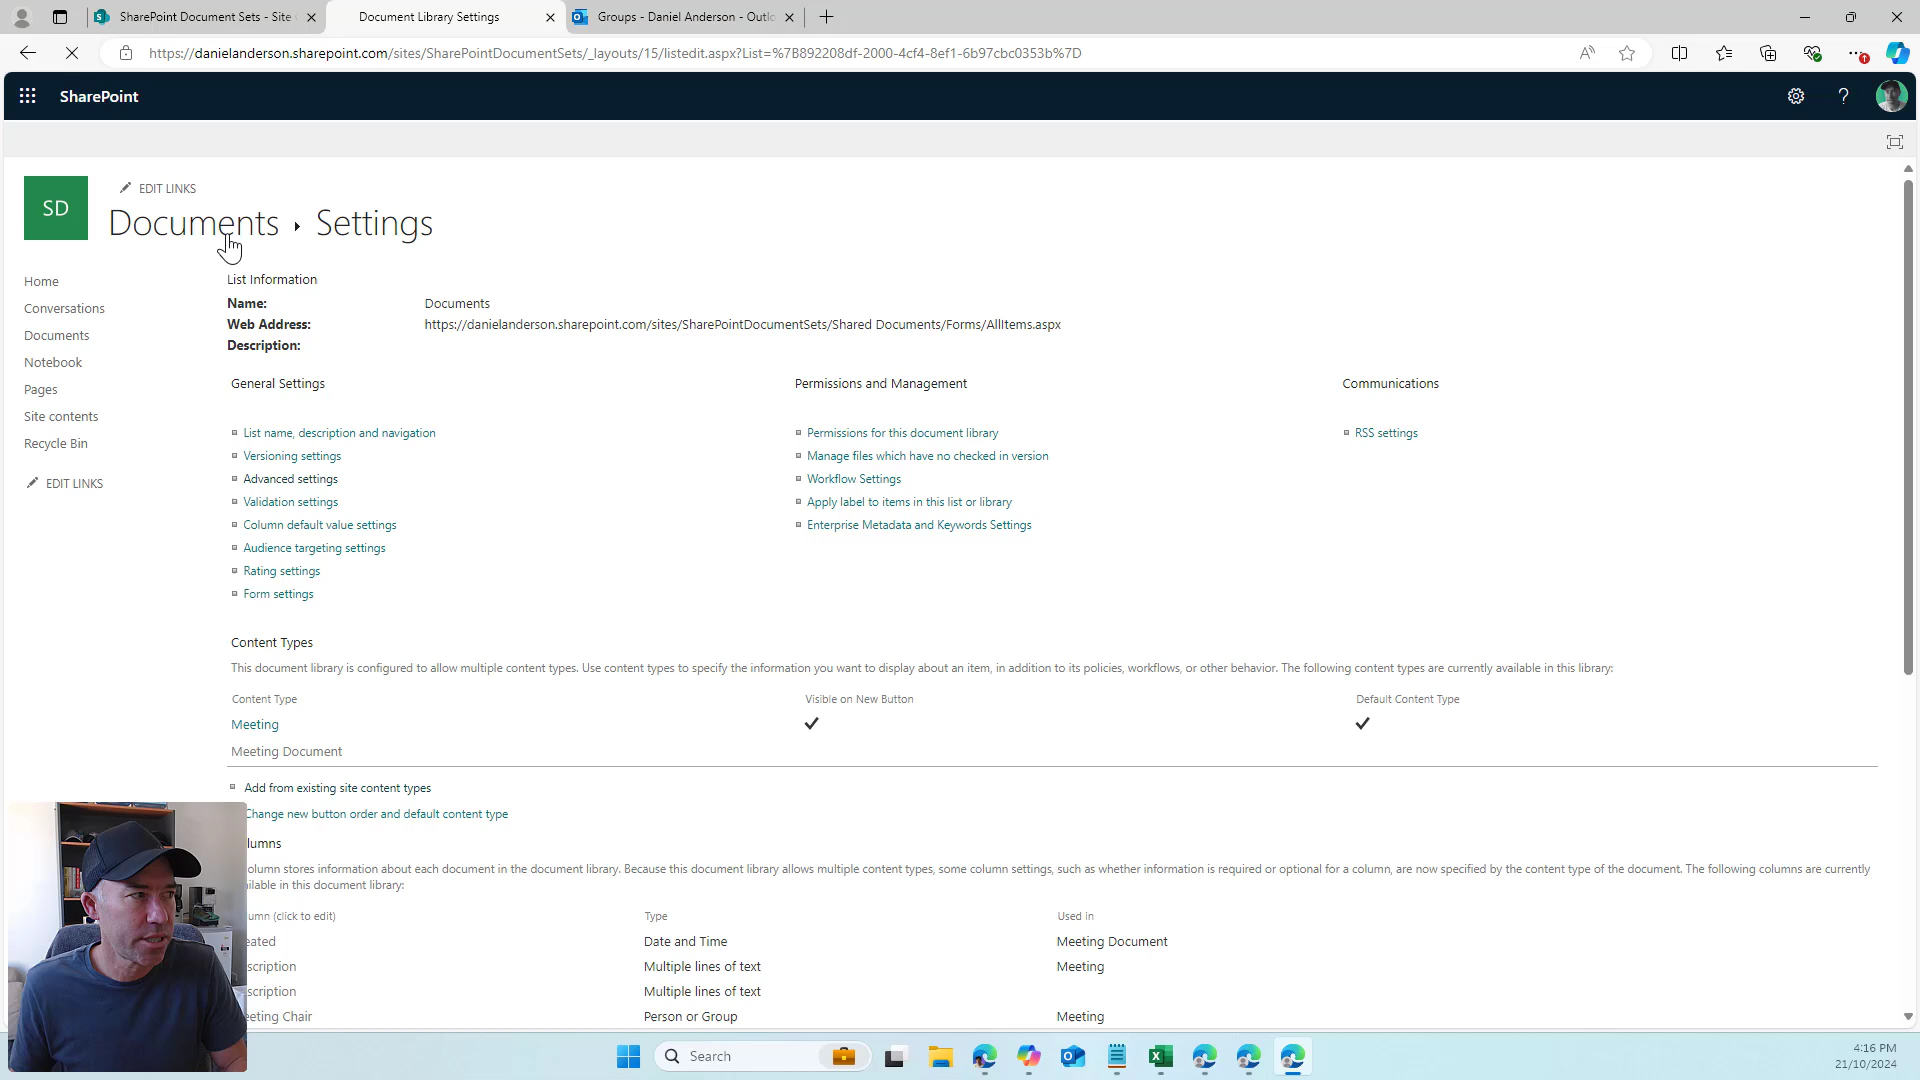 SharePoint Document Sets - Site C
Document Library Settings
Groups - Daniel Anderson - Outlo
https://danielanderson.sharepoint.com/sites/SharePointDocumentSets/_layouts/15/listedit.aspx?List=%7B892208df-2000-4cf4-8ef1-6b97cbc0353b%7D
SharePoint
SD
EDIT LINKS
Documents ▸ Settings
Home
Conversations
Documents
Notebook
Pages
Site contents
Recycle Bin
EDIT LINKS
List Information
Name: Documents
Web Address: https://danielanderson.sharepoint.com/sites/SharePointDocumentSets/Shared Documents/Forms/AllItems.aspx
Description:
General Settings
List name, description and navigation
Versioning settings
Advanced settings
Validation settings
Column default value settings
Audience targeting settings
Rating settings
Form settings
Permissions and Management
Permissions for this document library
Manage files which have no checked in version
Workflow Settings
Apply label to items in this list or library
Enterprise Metadata and Keywords Settings
Communications
RSS settings
Content Types
This document library is configured to allow multiple content types. Use content types to specify the information you want to display about an item, in addition to its policies, workflows, or other behavior. The following content types are currently available in this library:
Content Type Visible on New Button Default Content Type
Meeting
Meeting Document
Add from existing site content types
Change new button order and default content type
lumns
olumn stores information about each document in the document library. Because this document library allows multiple content types, some column settings, such as whether information is required or optional for a column, are now specified by the content type of the document. The following columns are currently
ilable in this document library:
umn (click to edit) Type Used in
eated Date and Time Meeting Document
scription Multiple lines of text Meeting
scription Multiple lines of text
eeting Chair Person or Group Meeting
Search
4:16 PM
21/10/2024